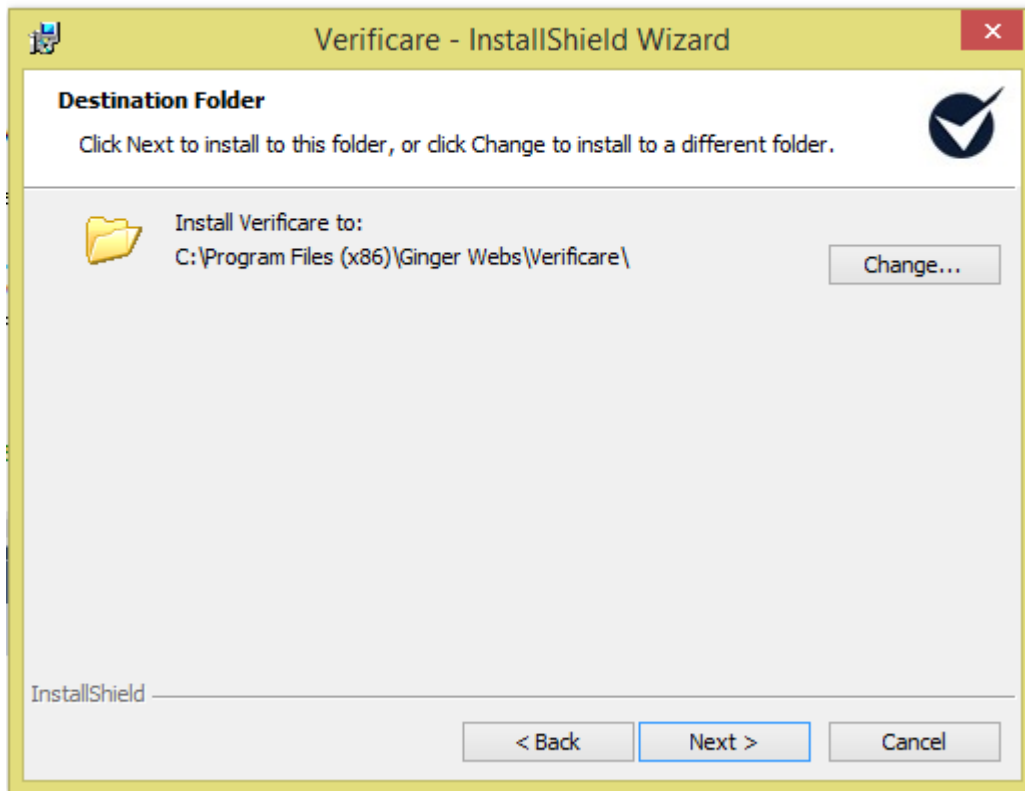 Verificare - InstallShield Wizard
Destination Folder
Click Next to install to this folder, or click Change to install to a different folder.
Install Verificare to:
C:\Program Files (x86)\Ginger Webs\Verificare\
Change...
InstallShield
< Back
Next >
Cancel